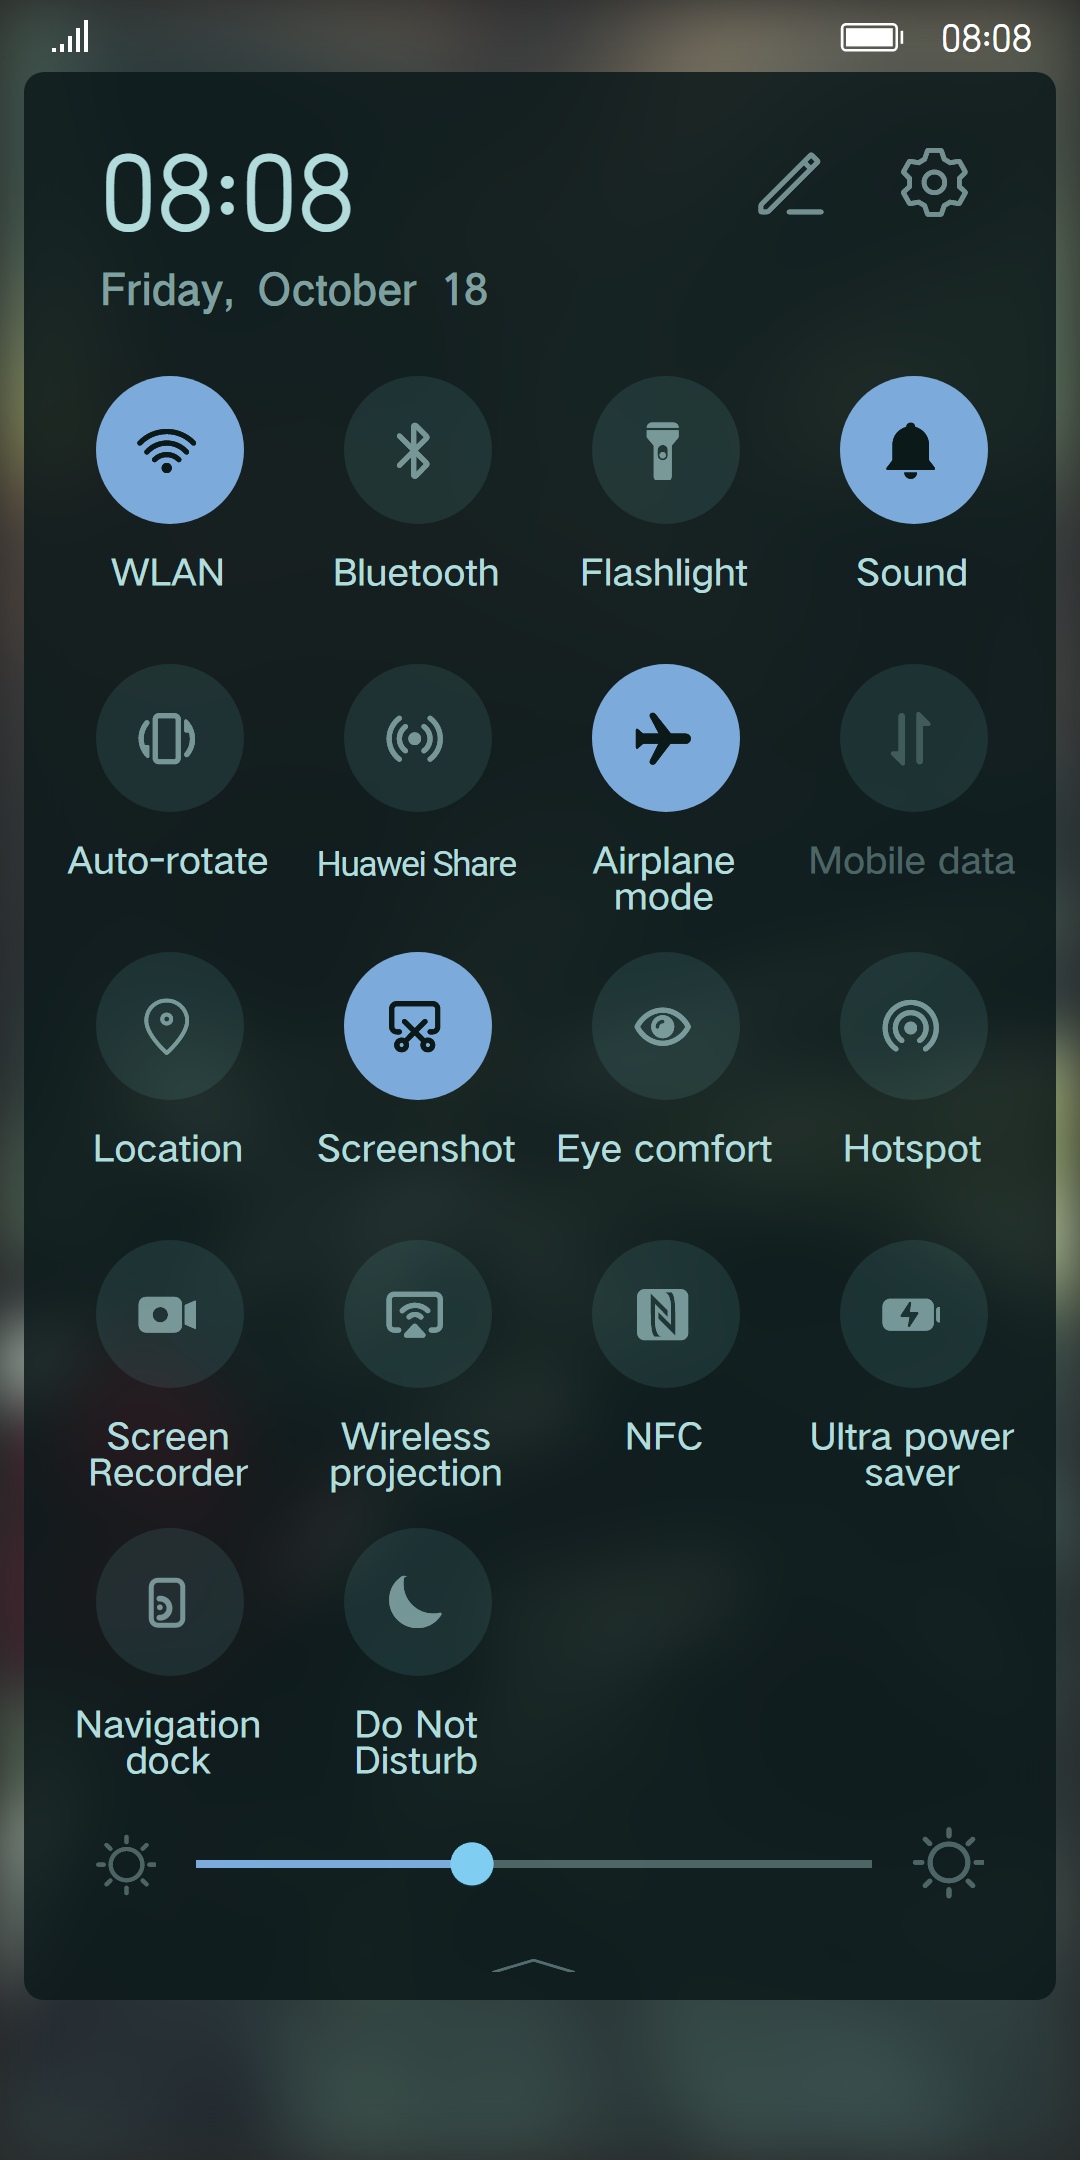 08:08
08:08
Friday, October 18
WLAN Bluetooth Flashlight Sound
Auto-rotate Huawei Share Airplane mode Mobile data
Location Screenshot Eye comfort Hotspot
Screen Recorder Wireless projection NFC Ultra power saver
Navigation dock Do Not Disturb